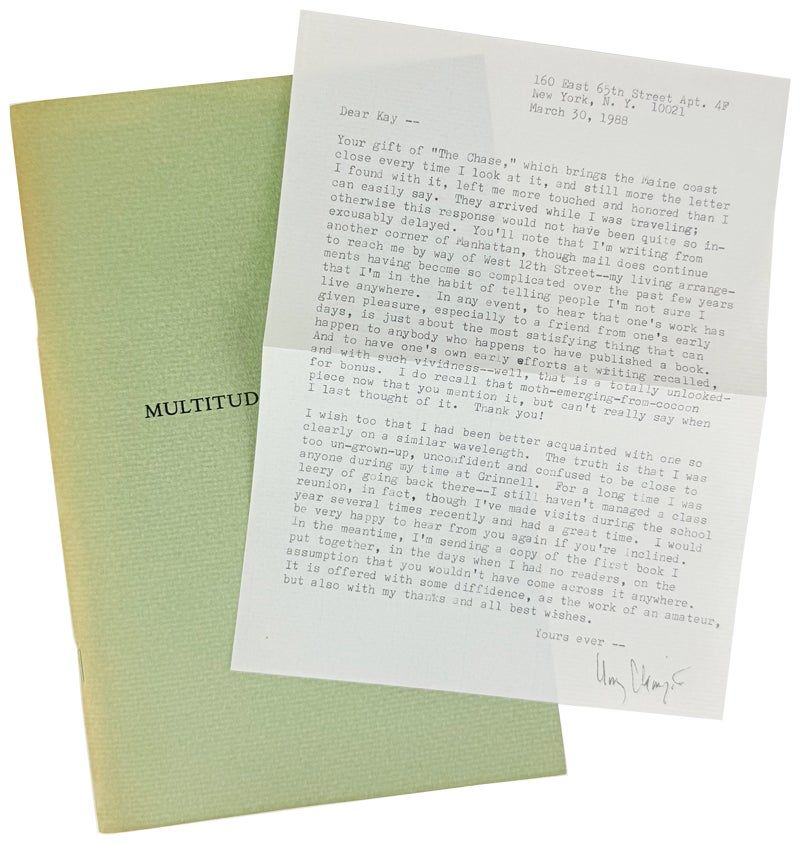 MULTITUD
160 East 65th Street Apt. 4F
New York, N. Y. 10021
March 30, 1988
Dear Kay --
Your gift of "The Chase," which brings the Maine coast
close every time I look at it, and still more the letter
I found with it, left me more touched and honored than I
can easily say. They arrived while I was traveling;
otherwise this response would not have been quite so in-
excusably delayed. You'll note that I'm writing from
another corner of Manhattan, though mail does continue
to reach me by way of West 12th Street--my living arrange-
ments having become so complicated over the past few years
that I'm in the habit of telling people I'm not sure I
live anywhere. In any event, to hear that one's work has
given pleasure, especially to a friend from one's early
days, is just about the most satisfying thing that can
happen to anybody who happens to have published a book.
And to have one's own early efforts at writing recalled,
and with such vividness--well, that is a totally unlooked-
for bonus. I do recall that moth-emerging-from-cocoon
piece now that you mention it, but can't really say when
I last thought of it. Thank you!
I wish too that I had been better acquainted with one so
clearly on a similar wavelength. The truth is that I was
too un-grown-up, unconfident and confused to be close to
anyone during my time at Grinnell. For a long time I was
leery of going back there--I still haven't managed a class
reunion, in fact, though I've made visits during the school
year several times recently and had a great time. I would
be very happy to hear from you again if you're inclined.
In the meantime, I'm sending a copy of the first book I
put together, in the days when I had no readers, on the
assumption that you wouldn't have come across it anywhere.
It is offered with some diffidence, as the work of an amateur,
but also with my thanks and all best wishes.
Yours ever --